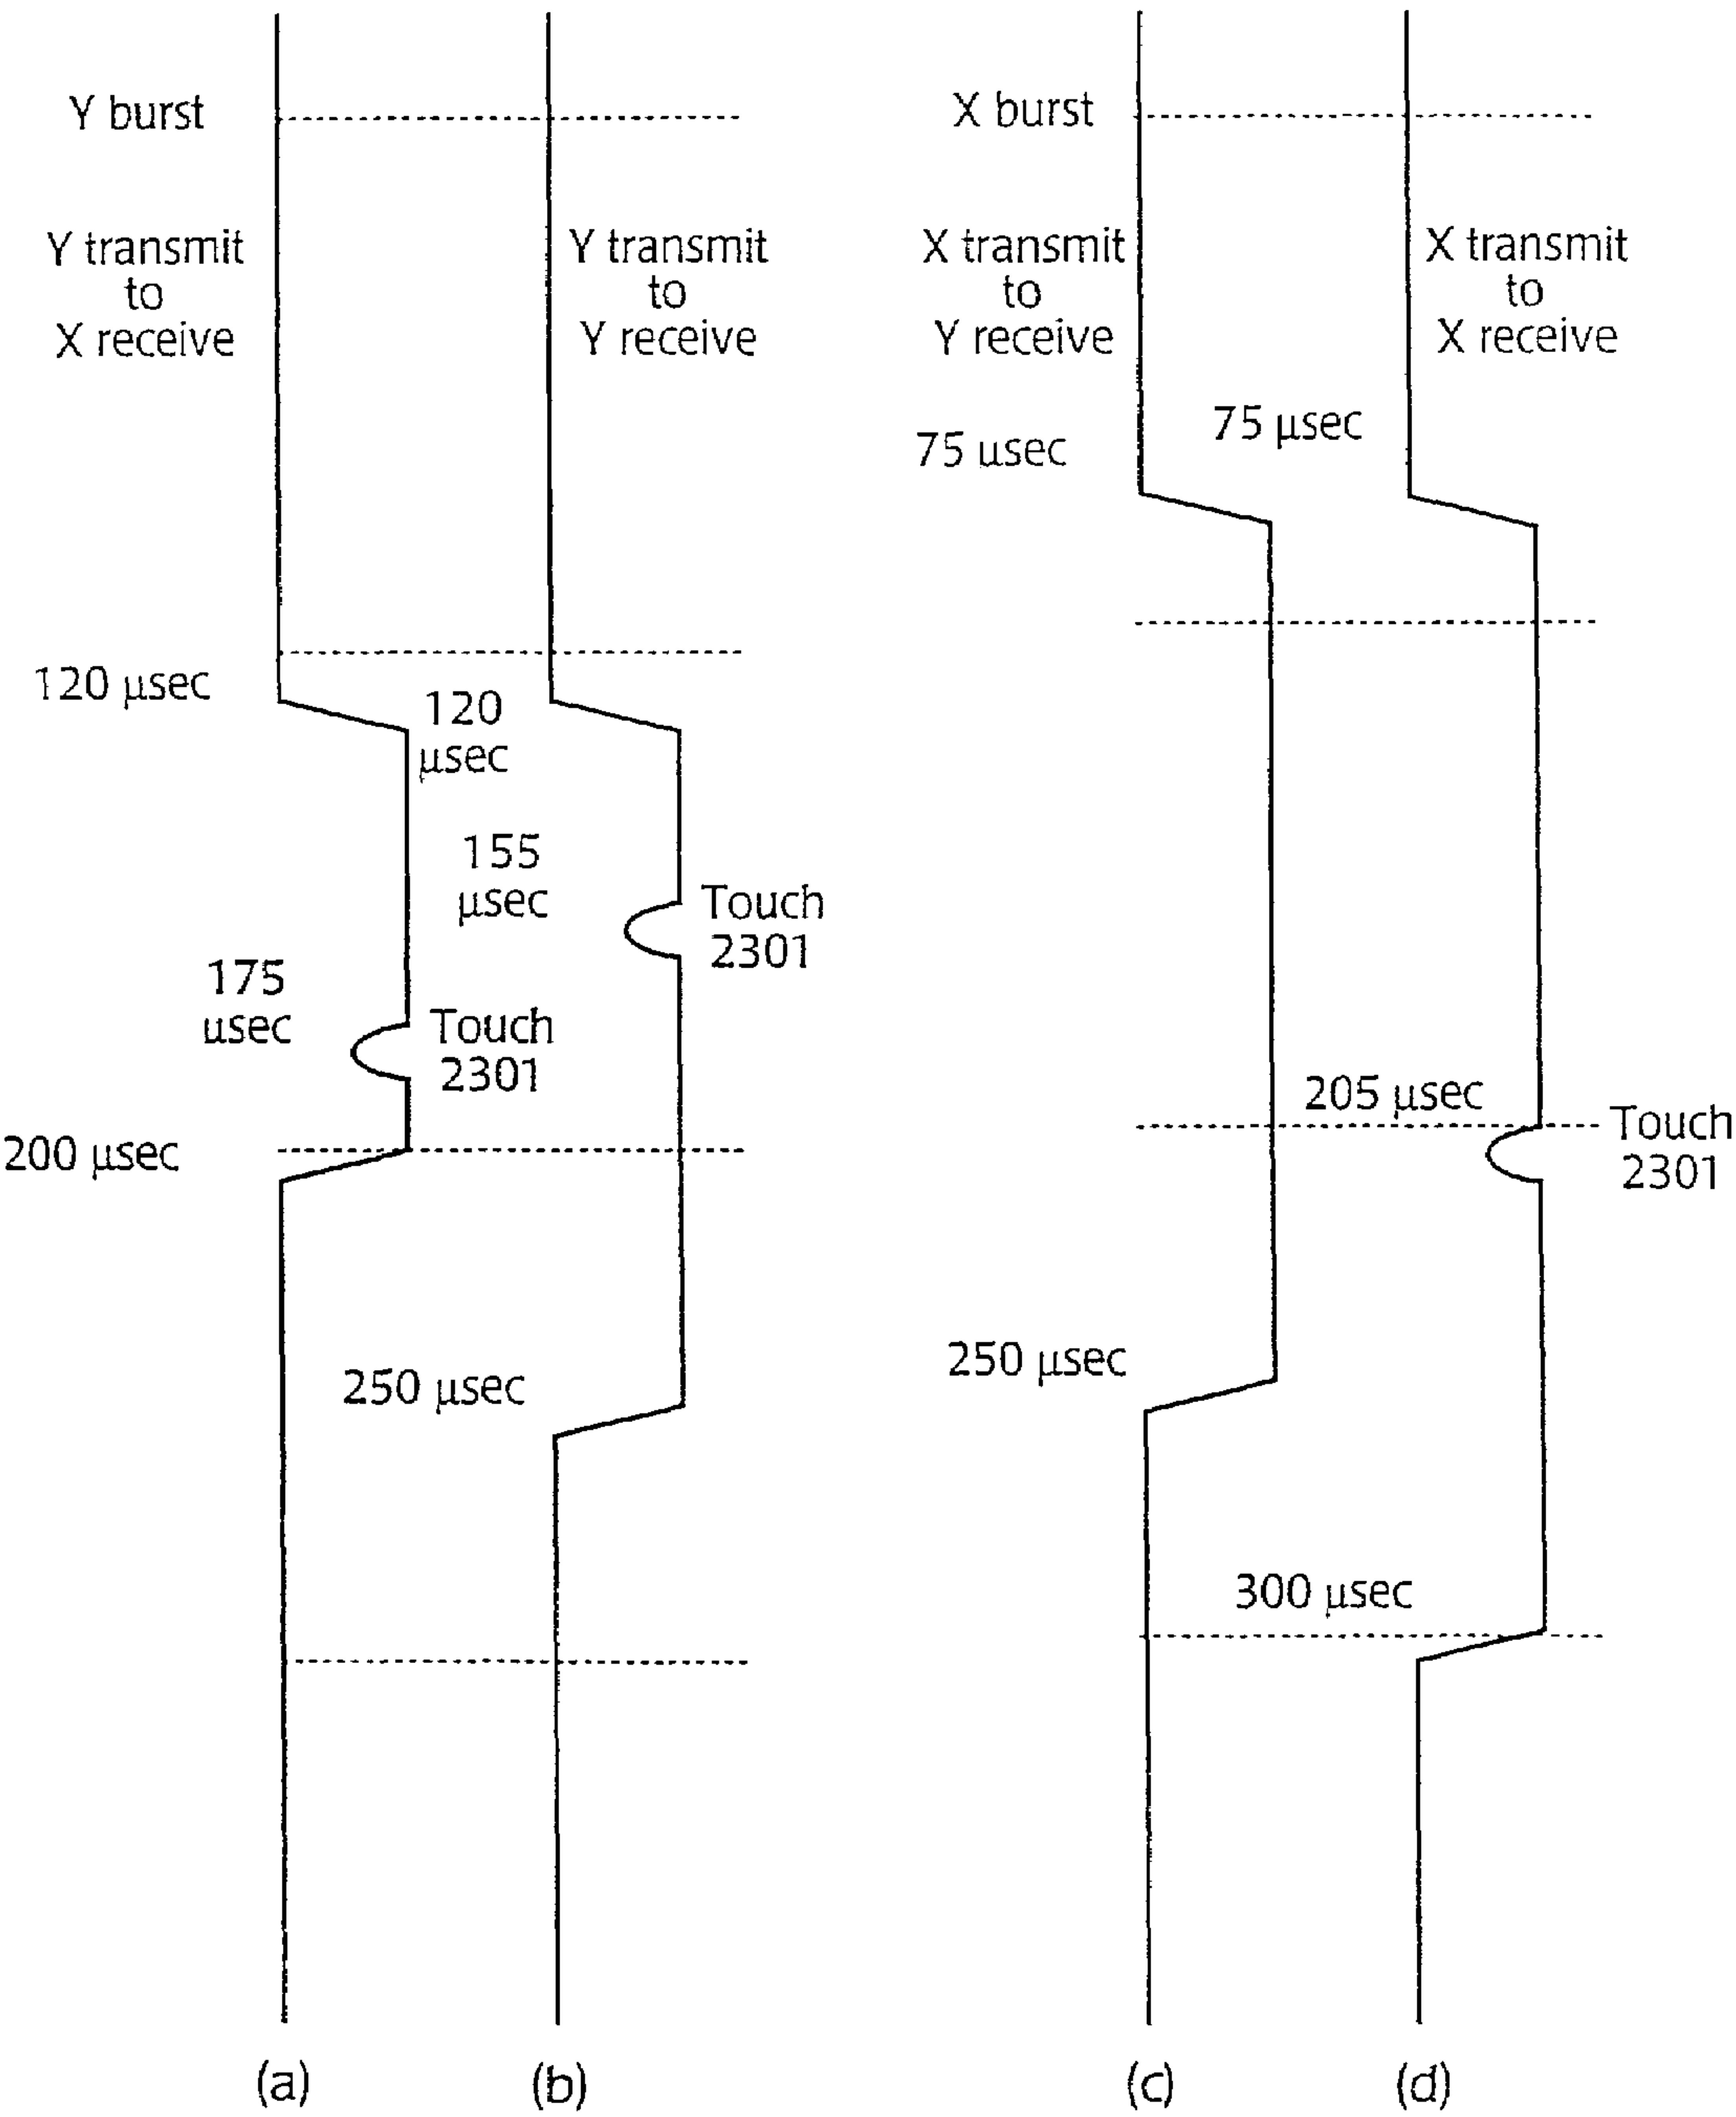 Y burst
X burst
Y transmit
to
X receive
Y transmit
to
Y receive
X transmit
to
Y receive
X transmit
to
X receive
75 μsec
75 μsec
120 μsec
120
μsec
155
μsec
Touch
2301
175
μsec
Touch
2301
200 μsec
205 μsec
Touch
2301
250 μsec
250 μsec
300 μsec
(a)
(b)
(c)
(d)